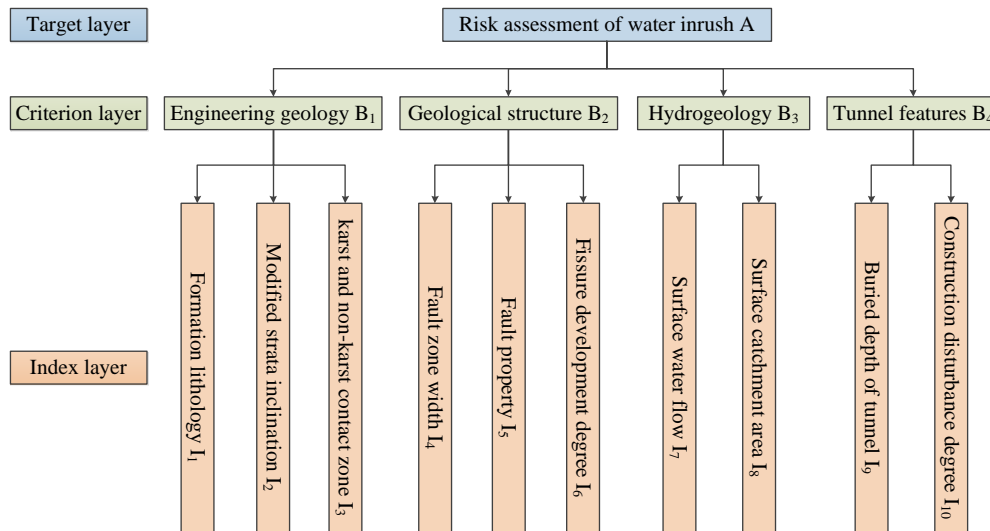 Target layer
Risk assessment of water inrush A
Criterion layer
Engineering geology B₁
Geological structure B₂
Hydrogeology B₃
Tunnel features B₄
Index layer
Formation lithology I₁
Modified strata inclination I₂
karst and non-karst contact zone I₃
Fault zone width I₄
Fault property I₅
Fissure development degree I₆
Surface water flow I₇
Surface catchment area I₈
Buried depth of tunnel I₉
Construction disturbance degree I₁₀